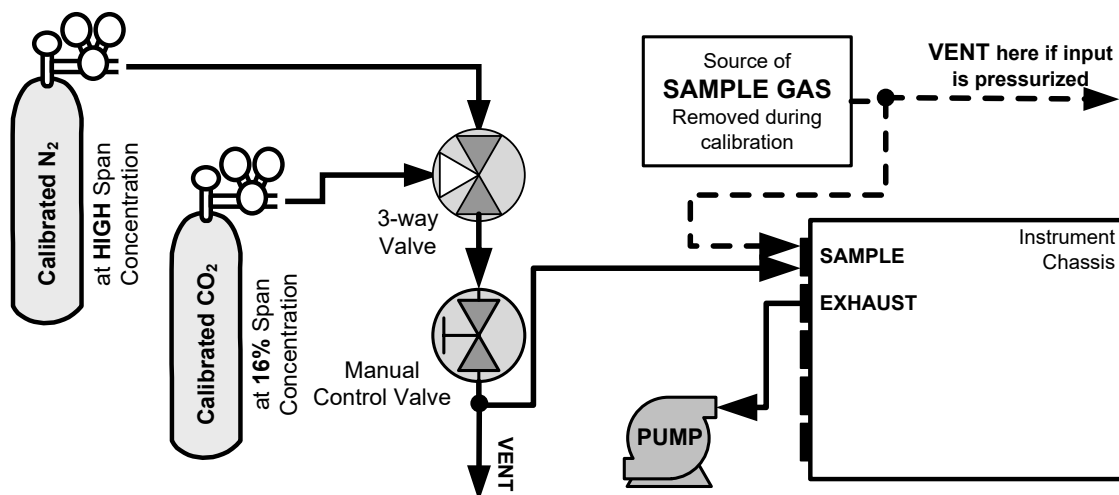 Calibrated N₂
at HIGH Span
Concentration
Calibrated CO₂
at 16% Span
Concentration
3-way
Valve
Manual
Control Valve
VENT
Source of
SAMPLE GAS
Removed during
calibration
VENT here if input
is pressurized
SAMPLE
EXHAUST
Instrument
Chassis
PUMP